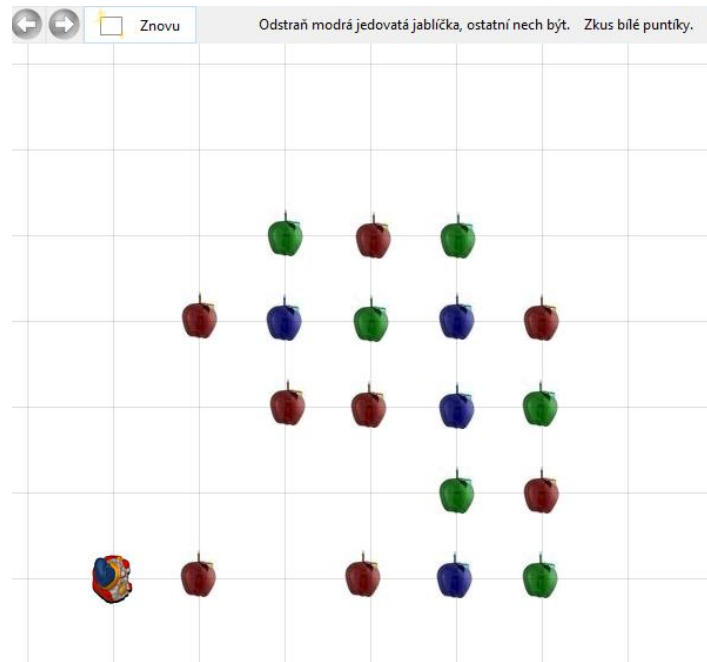 Znovu Odstraň modrá jedovatá jablíčka, ostatní nech být. Zkus bílé puntíky.